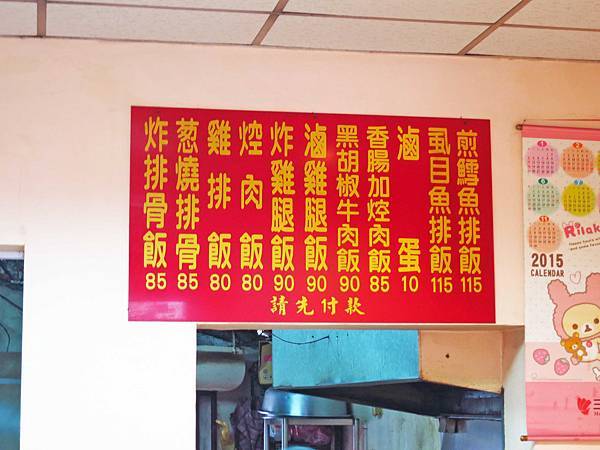 炸排骨飯 85
葱燒排骨 85
雞排飯 80
焢肉飯 80
炸雞腿飯 90
滷雞腿飯 90
黑胡椒牛肉飯 90
香腸加焢肉飯 85
滷蛋 10
虱目魚排飯 115
煎鱈魚排飯 115
請先付款
Rilak
2015
CALENDAR